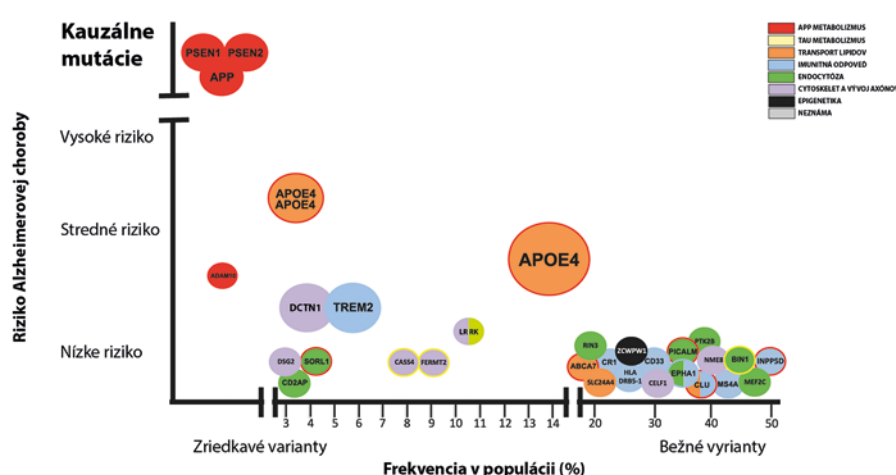 Kauzálne
mutácie
PSEN1
PSEN2
APP
APP METABOLIZMUS
TAU METABOLIZMUS
TRANSPORT LIPIDOV
IMUNITNÁ ODPOVEĎ
ENDOCYTÓZA
CYTOSKELET A VÝVOJ AXÓNOV
EPIGENETIKA
NEZNÁMA
Riziko Alzheimerovej choroby
Vysoké riziko
Stredné riziko
Nízke riziko
APOE4
APOE4
APOE4
ADAM10
DCTN1
TREM2
LRRK
DSG2
SORL1
CD2AP
CASS4
FERMT2
RIN3
ZCWPW1
PTK2B
ABCA7
CR1
CD33
PICALM
NME8
BIN1
INPP5D
SLC24A4
HLA
DRB5-1
CELF1
EPHA1
CLU
MS4A
MEF2C
3 4 5 6 7 8 9 10 11 12 13 14 20 30 40 50
Zriedkavé varianty
Bežné vyrianty
Frekvencia v populácii (%)